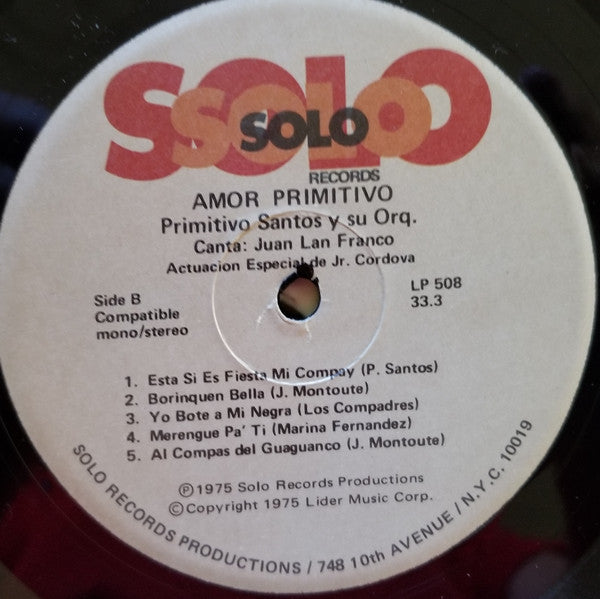 SOLO
SOLO
SOLO
RECORDS
AMOR PRIMITIVO
Primitivo Santos y su Orq.
Canta: Juan Lan Franco
Actuacion Especial de Jr. Cordova
Side B
Compatible
mono/stereo
LP 508
33.3
1. Esta Si Es Fiesta Mi Compay (P. Santos)
2. Borinquen Bella (J. Montoute)
3. Yo Bote a Mi Negra (Los Compadres)
4. Merengue Pa' Ti (Marina Fernandez)
5. Al Compas del Guaguanco (J. Montoute)
Ⓟ1975 Solo Records Productions
©Copyright 1975 Lider Music Corp.
SOLO RECORDS PRODUCTIONS / 748 10th AVENUE / N.Y.C. 10019